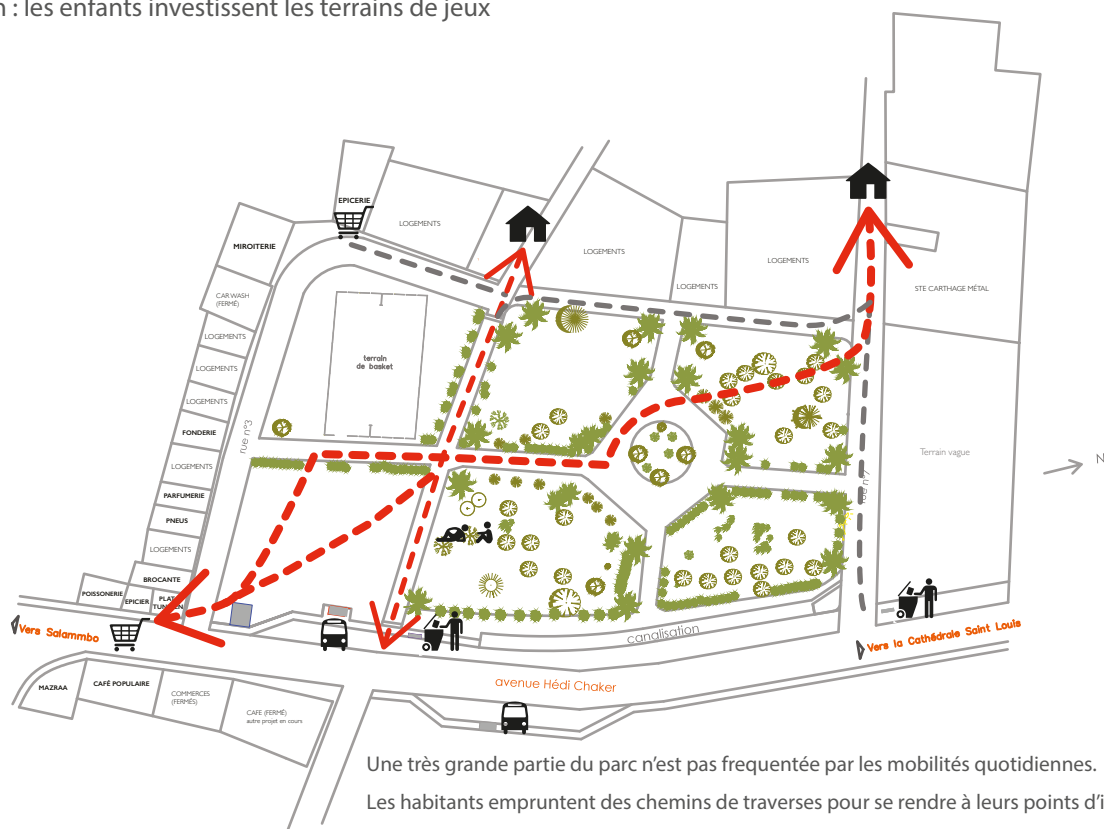 : les enfants investissent les terrains de jeux
EPICERIE
LOGEMENTS
MIROITERIE
LOGEMENTS
LOGEMENTS
LOGEMENTS
STE CARTHAGE MÉTAL
CAR WASH
(FERMÉ)
LOGEMENTS
terrain
de basket
LOGEMENTS
LOGEMENTS
rue n°3
FONDERIE
LOGEMENTS
Terrain vague
N
PARFUMERIE
PNEUS
LOGEMENTS
BROCANTE
POISSONERIE
EPICIER
Vers Salammbo
canalisation
Vers la Cathédrale Saint Louis
MAZRAA
CAFÉ POPULAIRE
COMMERCES
(FERMÉS)
CAFE (FERMÉ)
autre projet en cours
avenue Hédi Chaker
Une très grande partie du parc n'est pas frequentée par les mobilités quotidiennes.
Les habitants empruntent des chemins de traverses pour se rendre à leurs points d'i